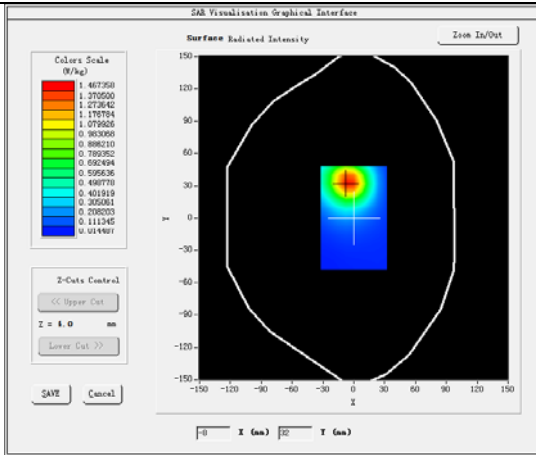 SAR Visualisation Graphical Interface
Surface Radiated Intensity
Zoom In/Out
Colors Scale
(W/kg)
1.467358
1.370500
1.273642
1.176784
1.079926
0.983068
0.886210
0.789352
0.692494
0.595636
0.498778
0.401919
0.305061
0.208203
0.111345
0.014487
Z-Cuts Control
<< Upper Cut
Z = 4.0 mm
Lower Cut >>
SAVE Cancel
150
120
90
60
30
0
-30
-60
-90
-120
-150
Y
-150 -120 -90 -60 -30 0 30 60 90 120 150
X
-8 X (mm) 32 Y (mm)